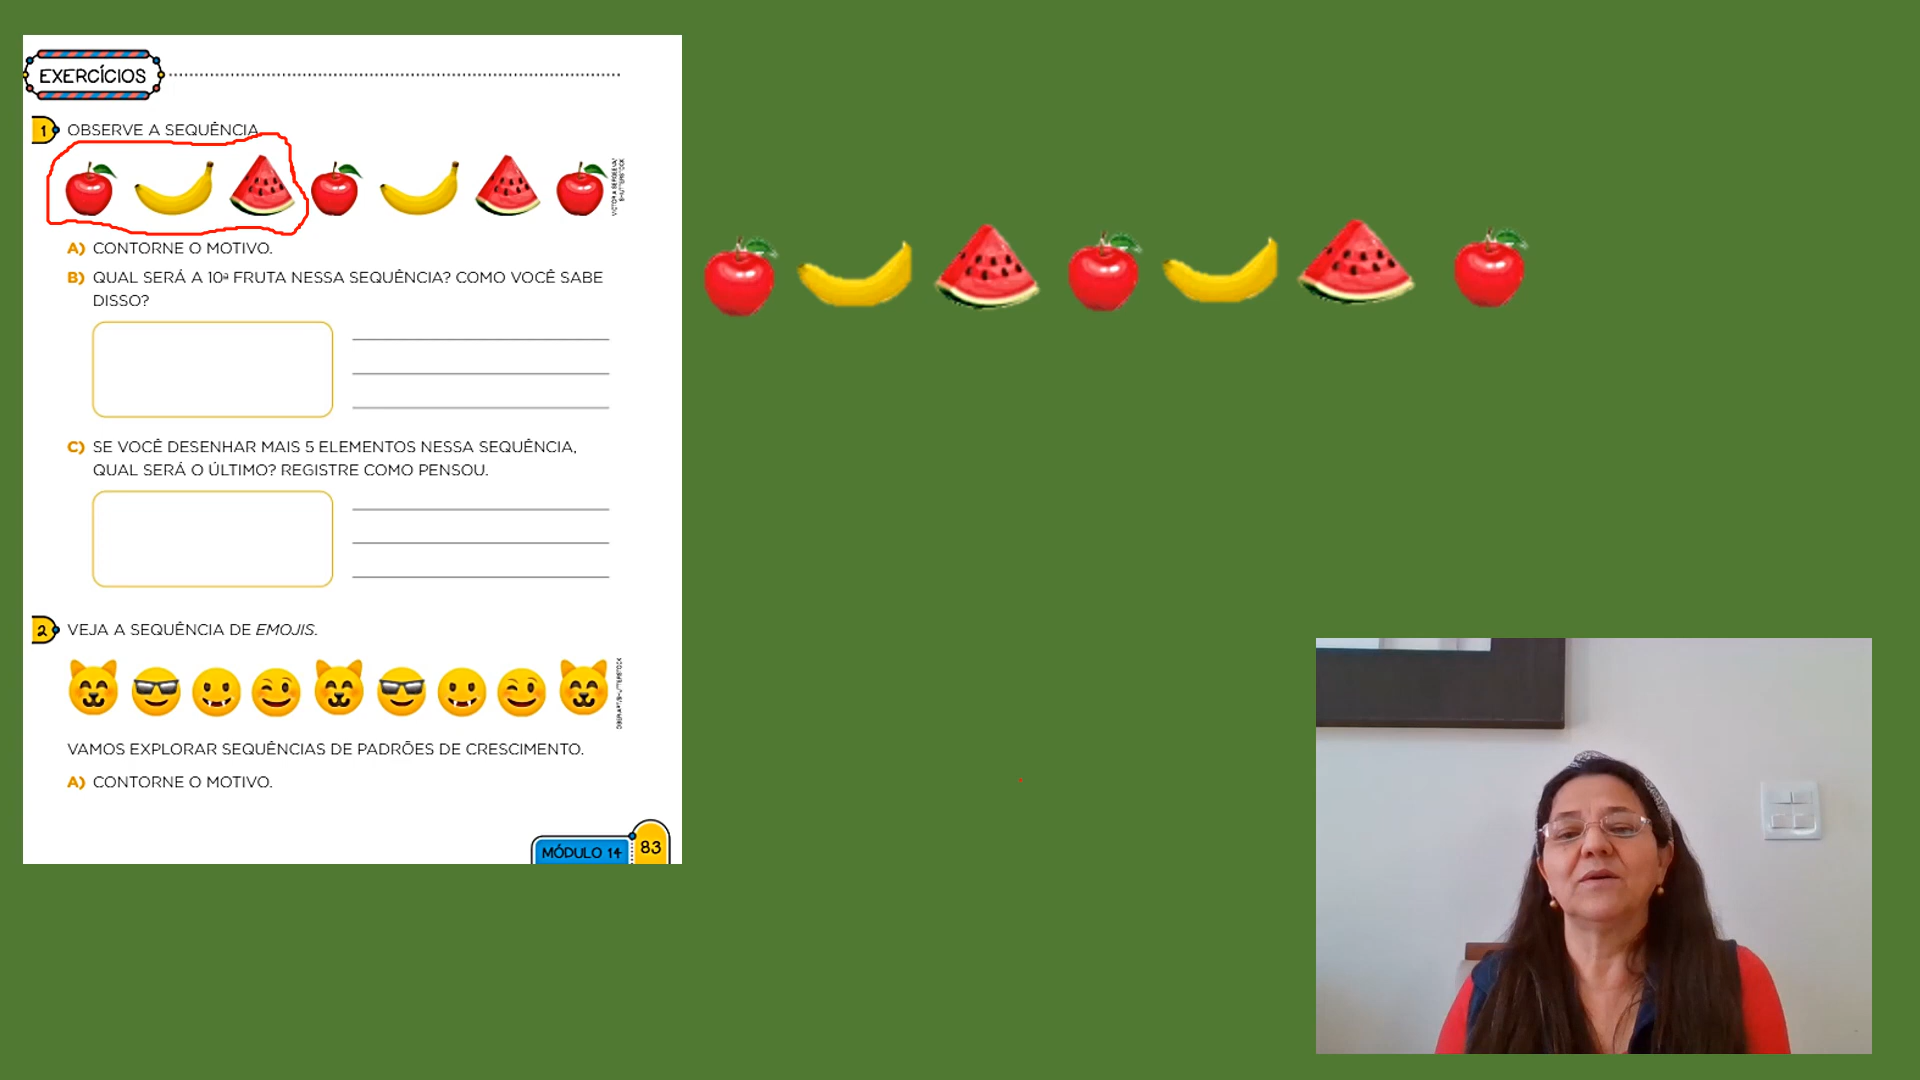 EXERCÍCIOS
1 OBSERVE A SEQUÊNCIA.
A) CONTORNE O MOTIVO.
B) QUAL SERÁ A 10ª FRUTA NESSA SEQUÊNCIA? COMO VOCÊ SABE
DISSO?
C) SE VOCÊ DESENHAR MAIS 5 ELEMENTOS NESSA SEQUÊNCIA,
QUAL SERÁ O ÚLTIMO? REGISTRE COMO PENSOU.
2 VEJA A SEQUÊNCIA DE EMOJIS.
VAMOS EXPLORAR SEQUÊNCIAS DE PADRÕES DE CRESCIMENTO.
A) CONTORNE O MOTIVO.
MÓDULO 14 83